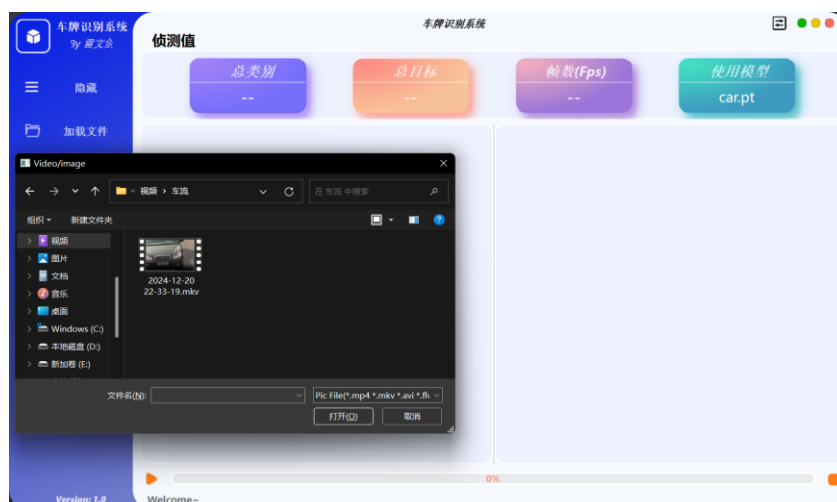 车牌识别系统
By 雷文
车牌识别系统
侦测值
隐藏
加载文件
总类别
--
总目标
--
帧数(Fps)
--
使用模型
car.pt
Video/image
« 视频 › 车流
在 车流 中搜索
组织
新建文件夹
视频
图片
文档
音乐
桌面
Windows (C:)
本地磁盘 (D:)
新加卷 (E:)
2024-12-20
22-33-19.mkv
文件名(N):
Pic File(*.mp4 *.mkv *.avi *.fl
打开(O)
取消
0%
Version: 1.0
Welcome~